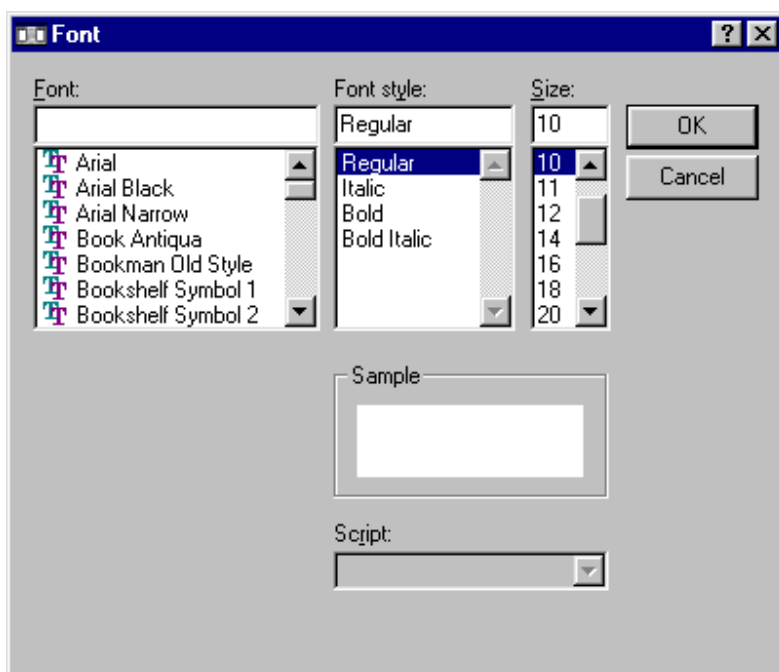 Font
Font: Font style: Size:
Regular 10 OK
Arial Regular 10 Cancel
Arial Black Italic 11
Arial Narrow Bold 12
Book Antiqua Bold Italic 14
Bookman Old Style 16
Bookshelf Symbol 1 18
Bookshelf Symbol 2 20
Sample
Script: